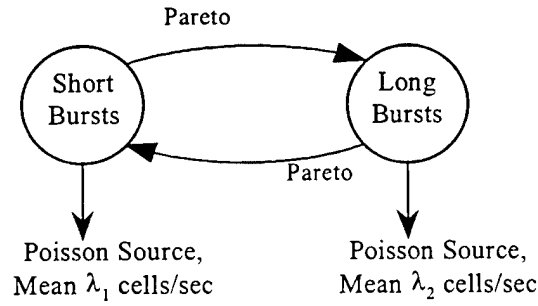 Pareto
Short
Bursts
Long
Bursts
Pareto
Poisson Source,
Mean λ₁ cells/sec
Poisson Source,
Mean λ₂ cells/sec